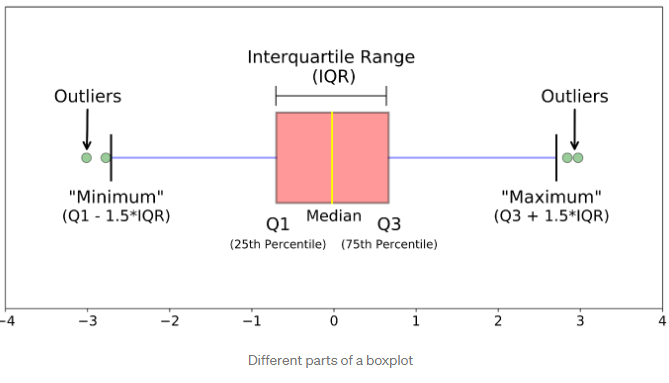 Interquartile Range
(IQR)
Outliers
Outliers
"Minimum"
(Q1 - 1.5*IQR)
Q1
(25th Percentile)
Median
Q3
(75th Percentile)
"Maximum"
(Q3 + 1.5*IQR)
−4 −3 −2 −1 0 1 2 3 4
Different parts of a boxplot